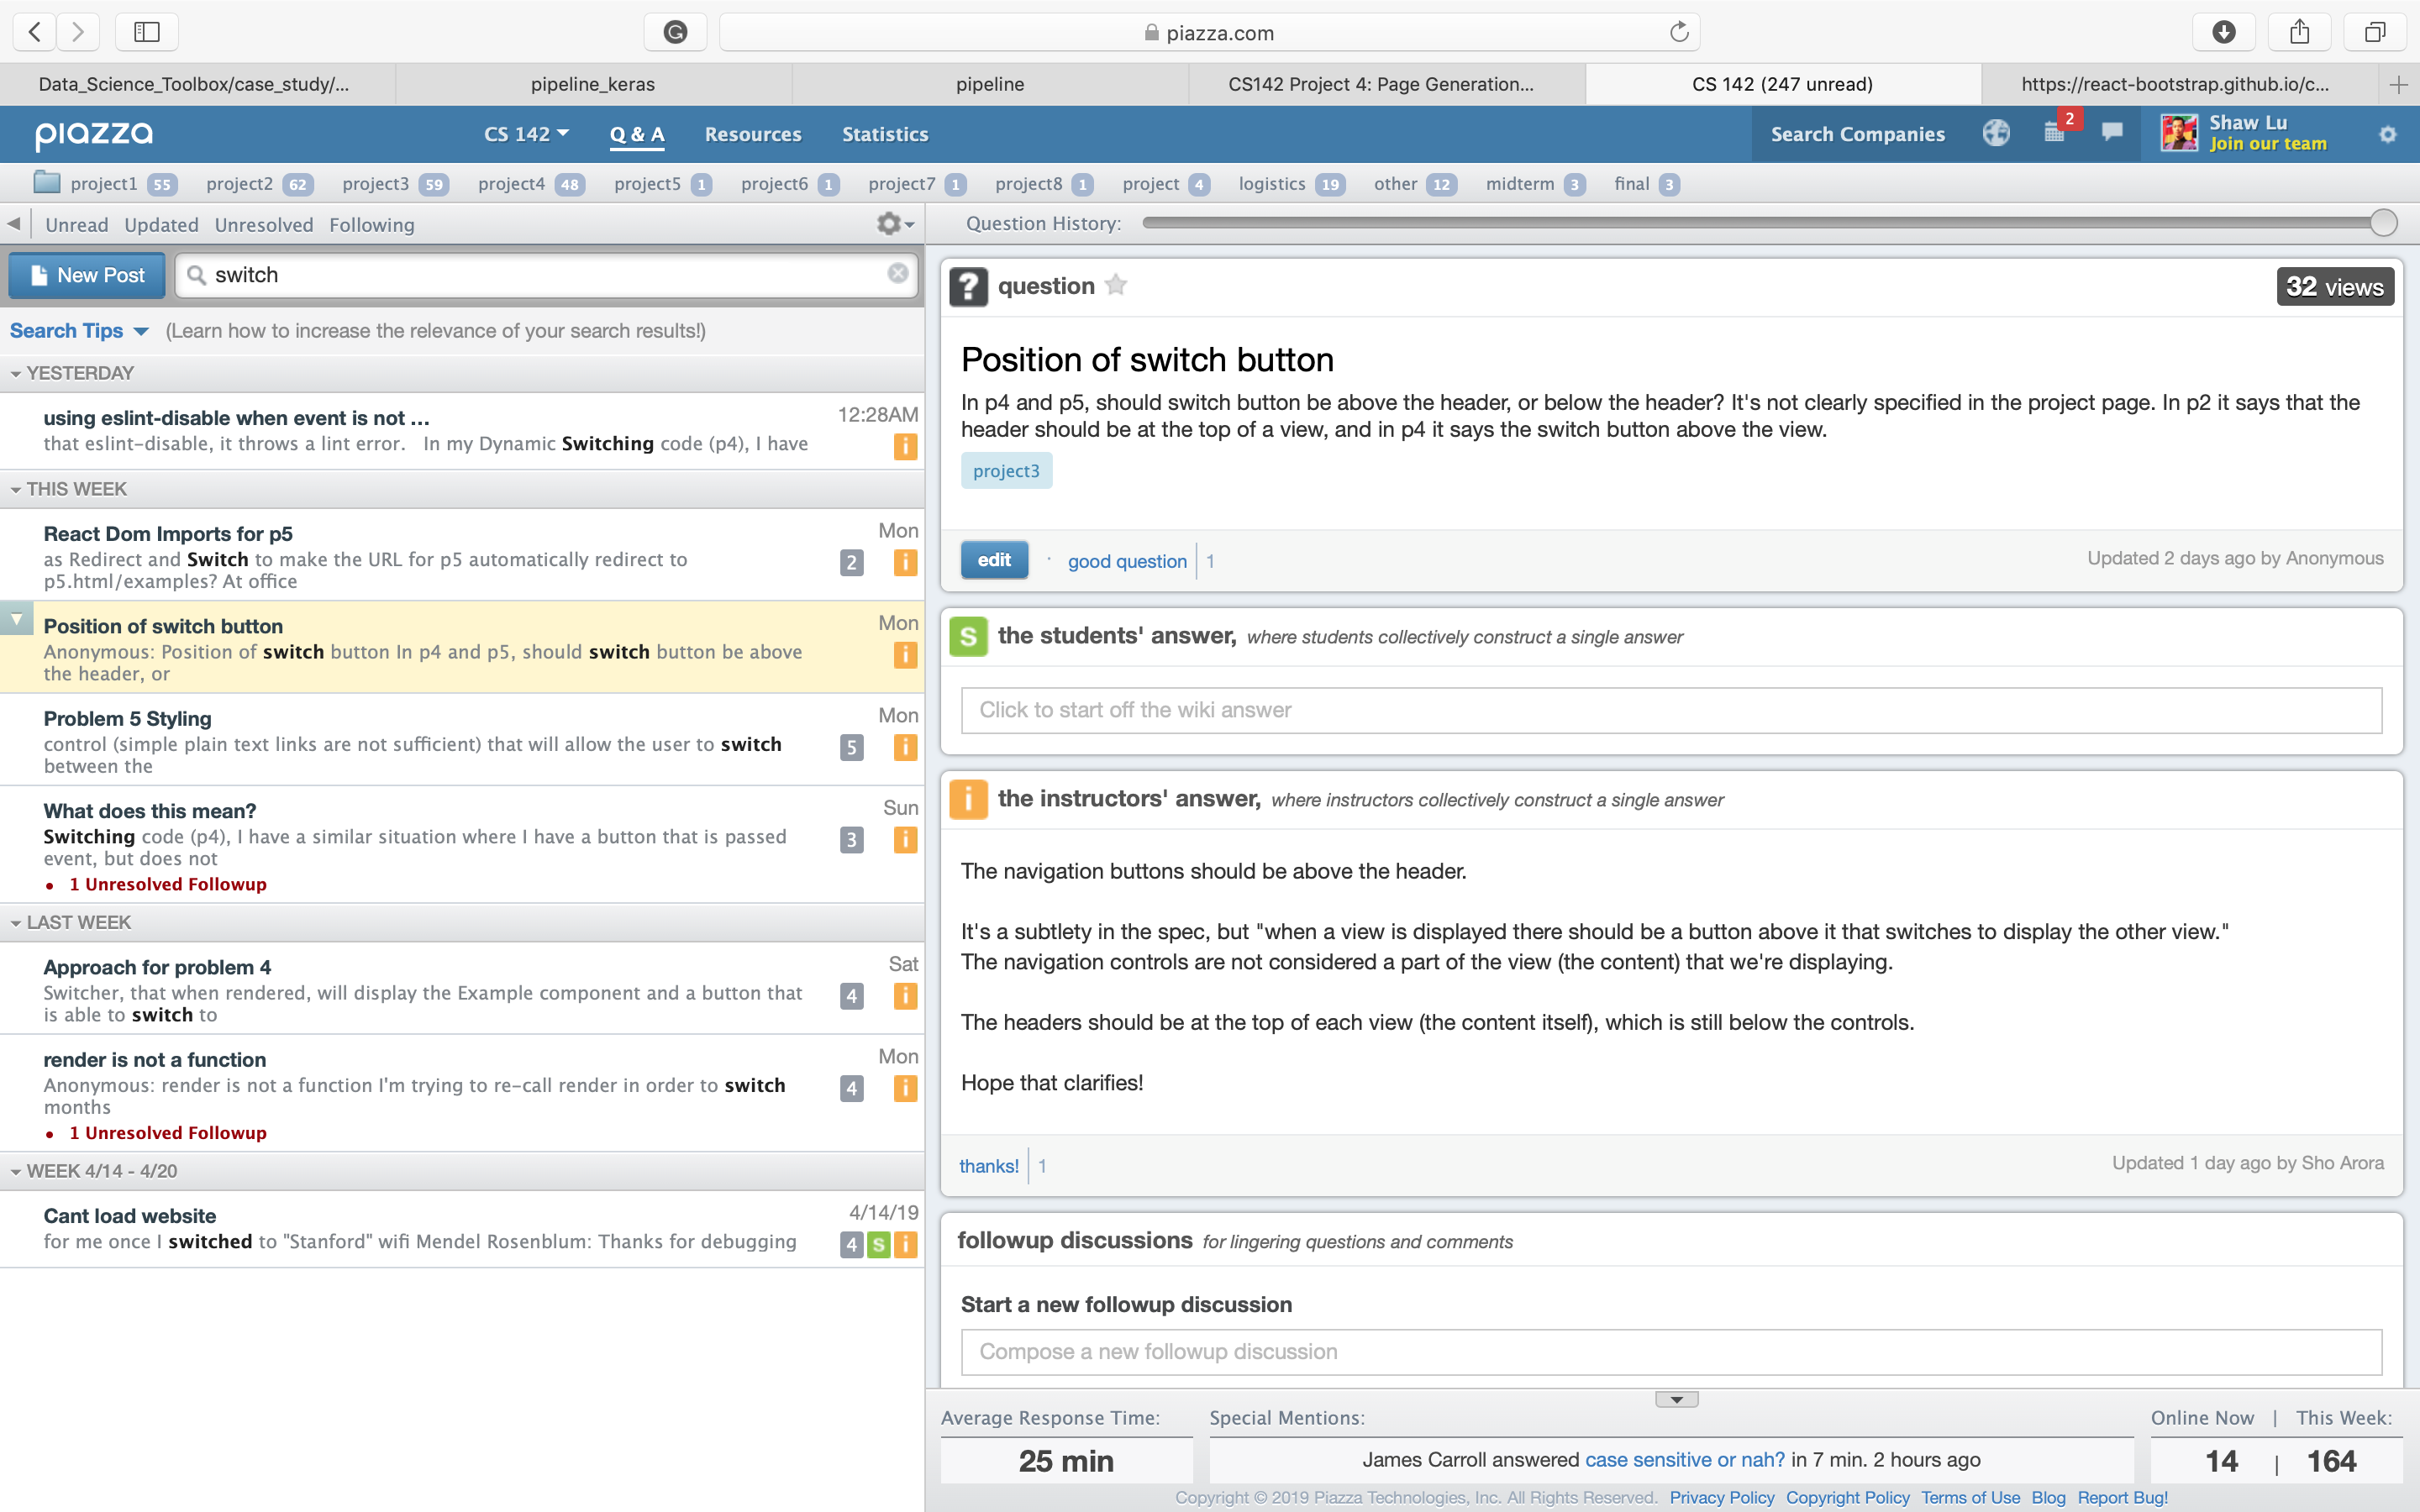 piazza.com
Data_Science_Toolbox/case_study/...
pipeline_keras
pipeline
CS142 Project 4: Page Generation...
CS 142 (247 unread)
https://react-bootstrap.github.io/c...
piazza
CS 142
Q & A
Resources
Statistics
Search Companies
2
Shaw Lu
Join our team
project1 55
project2 62
project3 59
project4 48
project5 1
project6 1
project7 1
project8 1
project 4
logistics 19
other 12
midterm 3
final 3
Unread Updated Unresolved Following
New Post
switch
Search Tips (Learn how to increase the relevance of your search results!)
YESTERDAY
using eslint-disable when event is not ... 12:28AM
that eslint-disable, it throws a lint error. In my Dynamic Switching code (p4), I have
i
THIS WEEK
React Dom Imports for p5 Mon
as Redirect and Switch to make the URL for p5 automatically redirect to
p5.html/examples? At office
2 i
Position of switch button Mon
Anonymous: Position of switch button In p4 and p5, should switch button be above
the header, or
i
Problem 5 Styling Mon
control (simple plain text links are not sufficient) that will allow the user to switch
between the
5 i
What does this mean? Sun
Switching code (p4), I have a similar situation where I have a button that is passed
event, but does not
3 i
• 1 Unresolved Followup
LAST WEEK
Approach for problem 4 Sat
Switcher, that when rendered, will display the Example component and a button that
is able to switch to
4 i
render is not a function Mon
Anonymous: render is not a function I'm trying to re-call render in order to switch
months
4 i
• 1 Unresolved Followup
WEEK 4/14 - 4/20
Cant load website 4/14/19
for me once I switched to "Stanford" wifi Mendel Rosenblum: Thanks for debugging
4 S i
Question History:
? question 32 views
Position of switch button
In p4 and p5, should switch button be above the header, or below the header? It's not clearly specified in the project page. In p2 it says that the
header should be at the top of a view, and in p4 it says the switch button above the view.
project3
edit · good question 1
Updated 2 days ago by Anonymous
S the students' answer, where students collectively construct a single answer
Click to start off the wiki answer
i the instructors' answer, where instructors collectively construct a single answer
The navigation buttons should be above the header.
It's a subtlety in the spec, but "when a view is displayed there should be a button above it that switches to display the other view."
The navigation controls are not considered a part of the view (the content) that we're displaying.
The headers should be at the top of each view (the content itself), which is still below the controls.
Hope that clarifies!
thanks! 1
Updated 1 day ago by Sho Arora
followup discussions for lingering questions and comments
Start a new followup discussion
Compose a new followup discussion
Average Response Time: Special Mentions: Online Now | This Week:
25 min James Carroll answered case sensitive or nah? in 7 min. 2 hours ago 14 | 164
Copyright © 2019 Piazza Technologies, Inc. All Rights Reserved. Privacy Policy Copyright Policy Terms of Use Blog Report Bug!